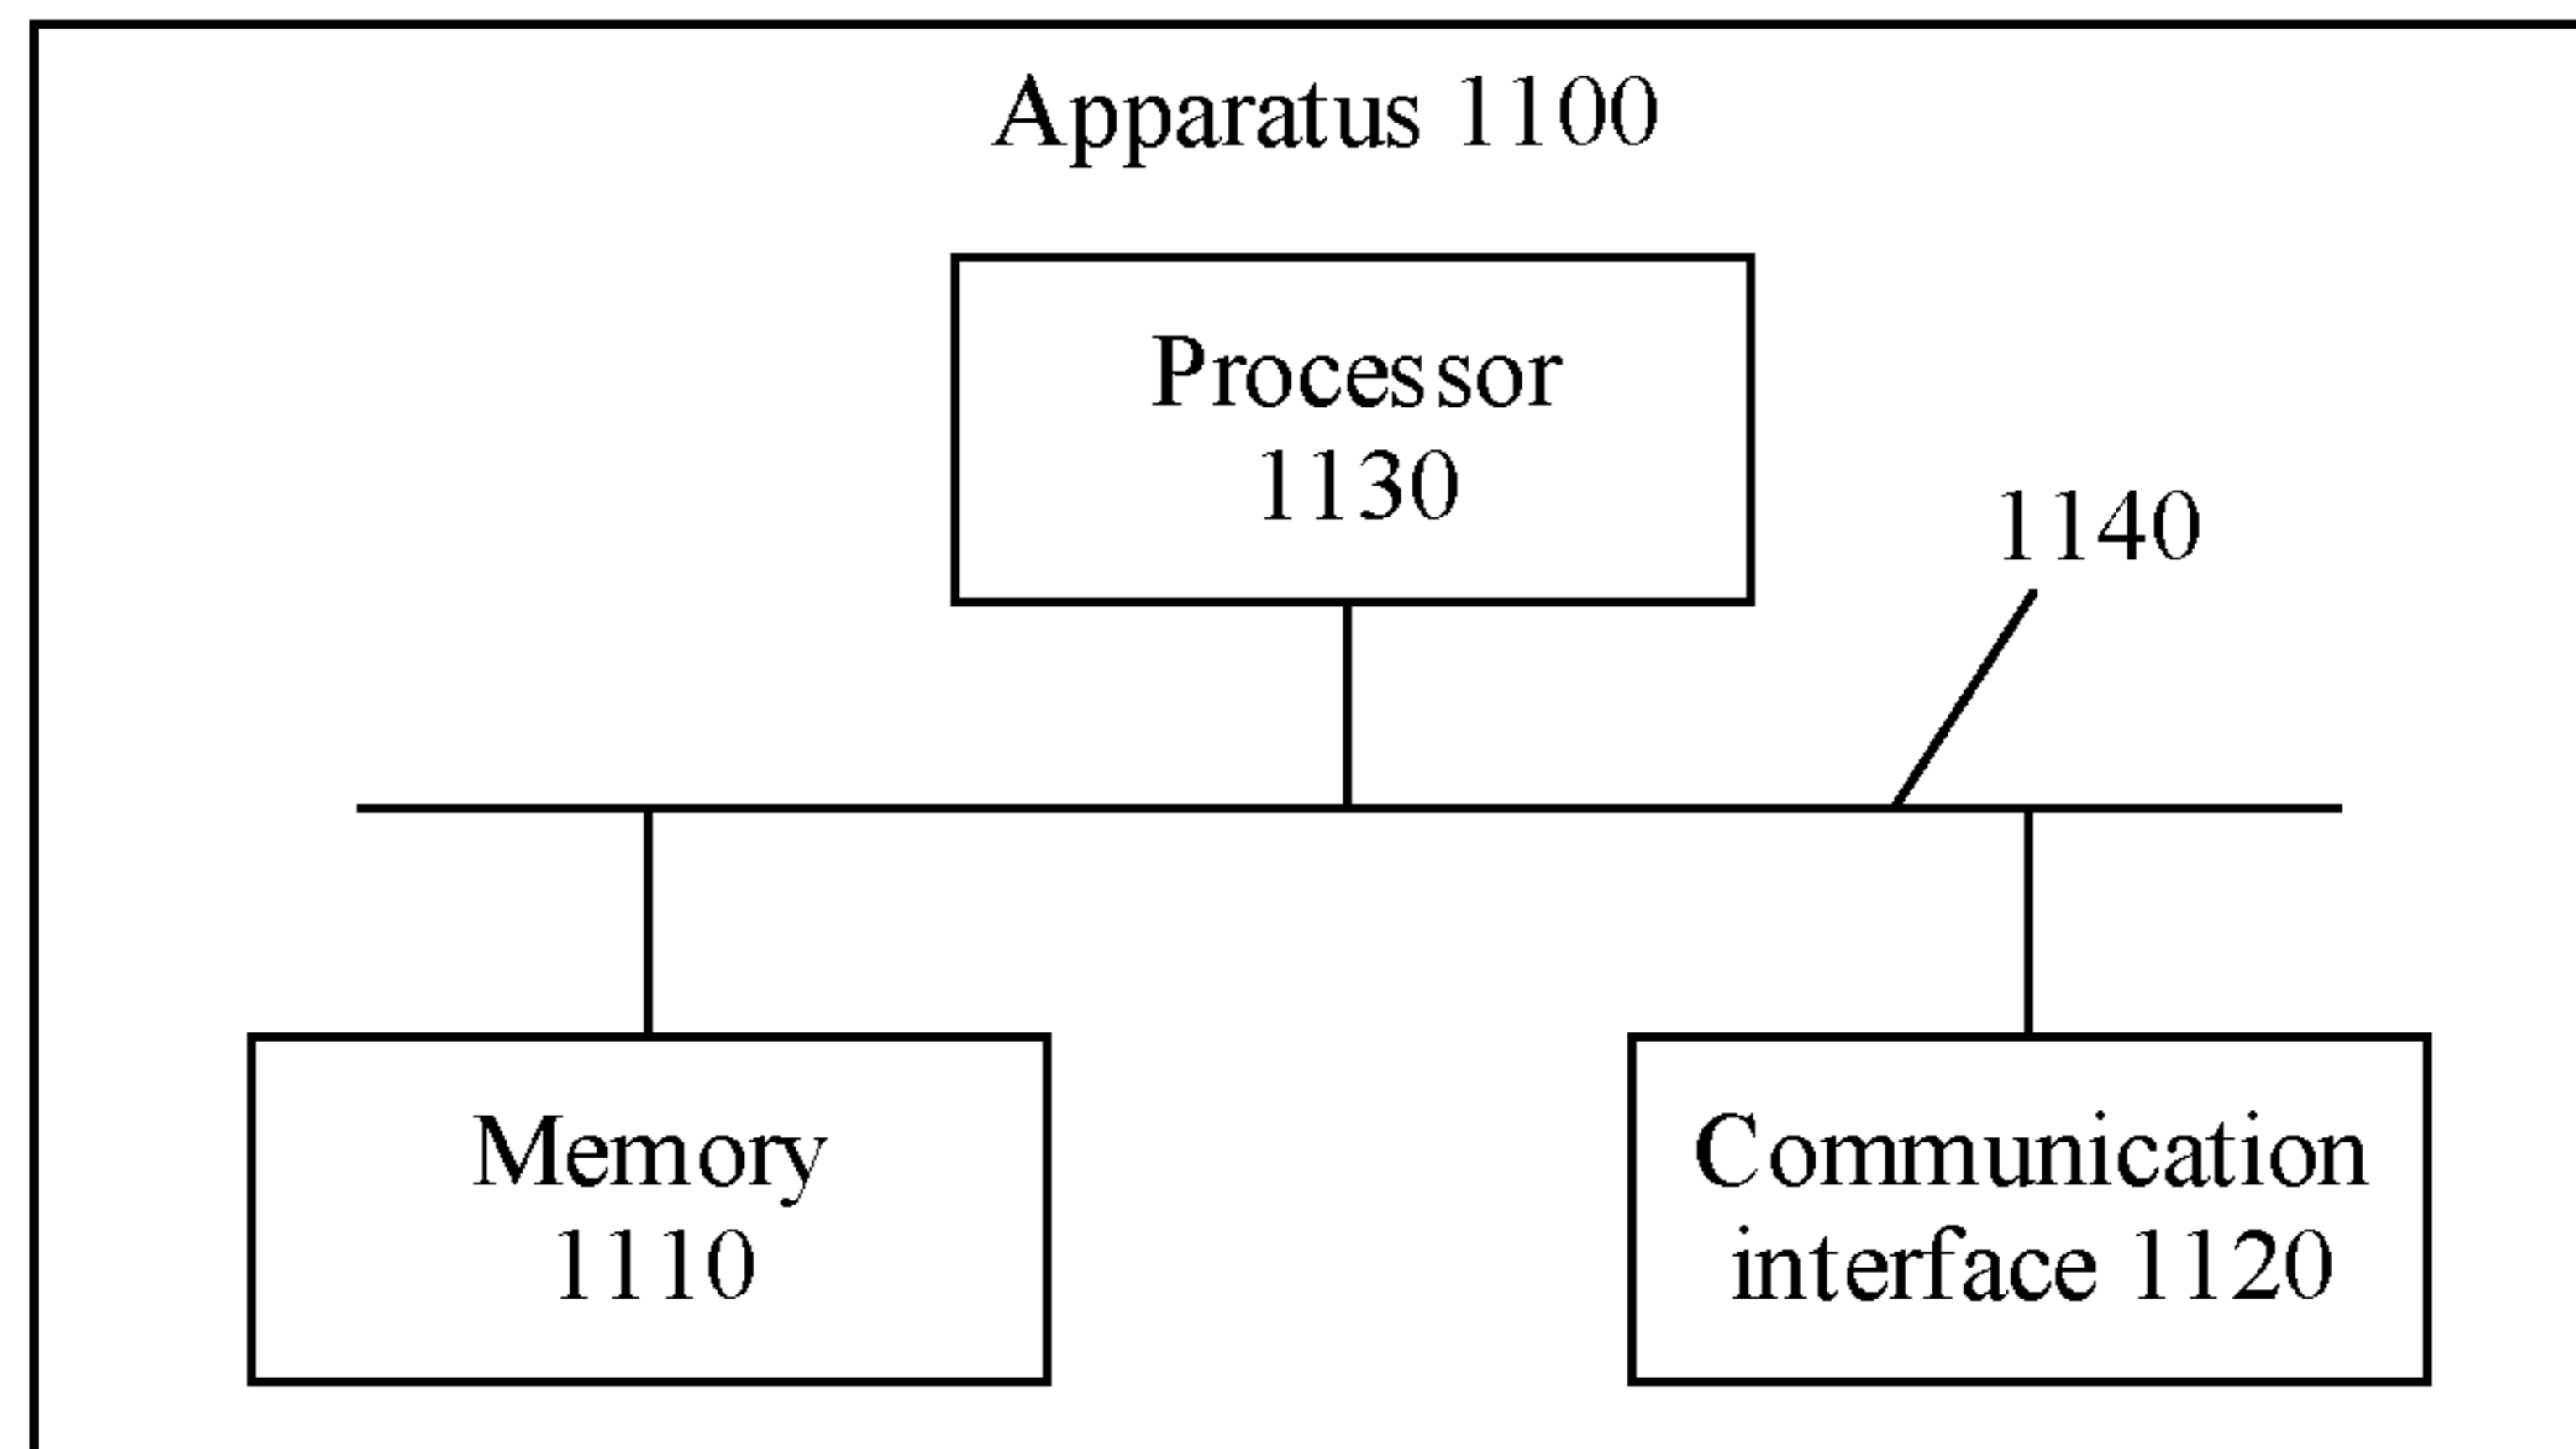 Apparatus 1100
Processor
1130
1140
Memory
1110
Communication
interface 1120